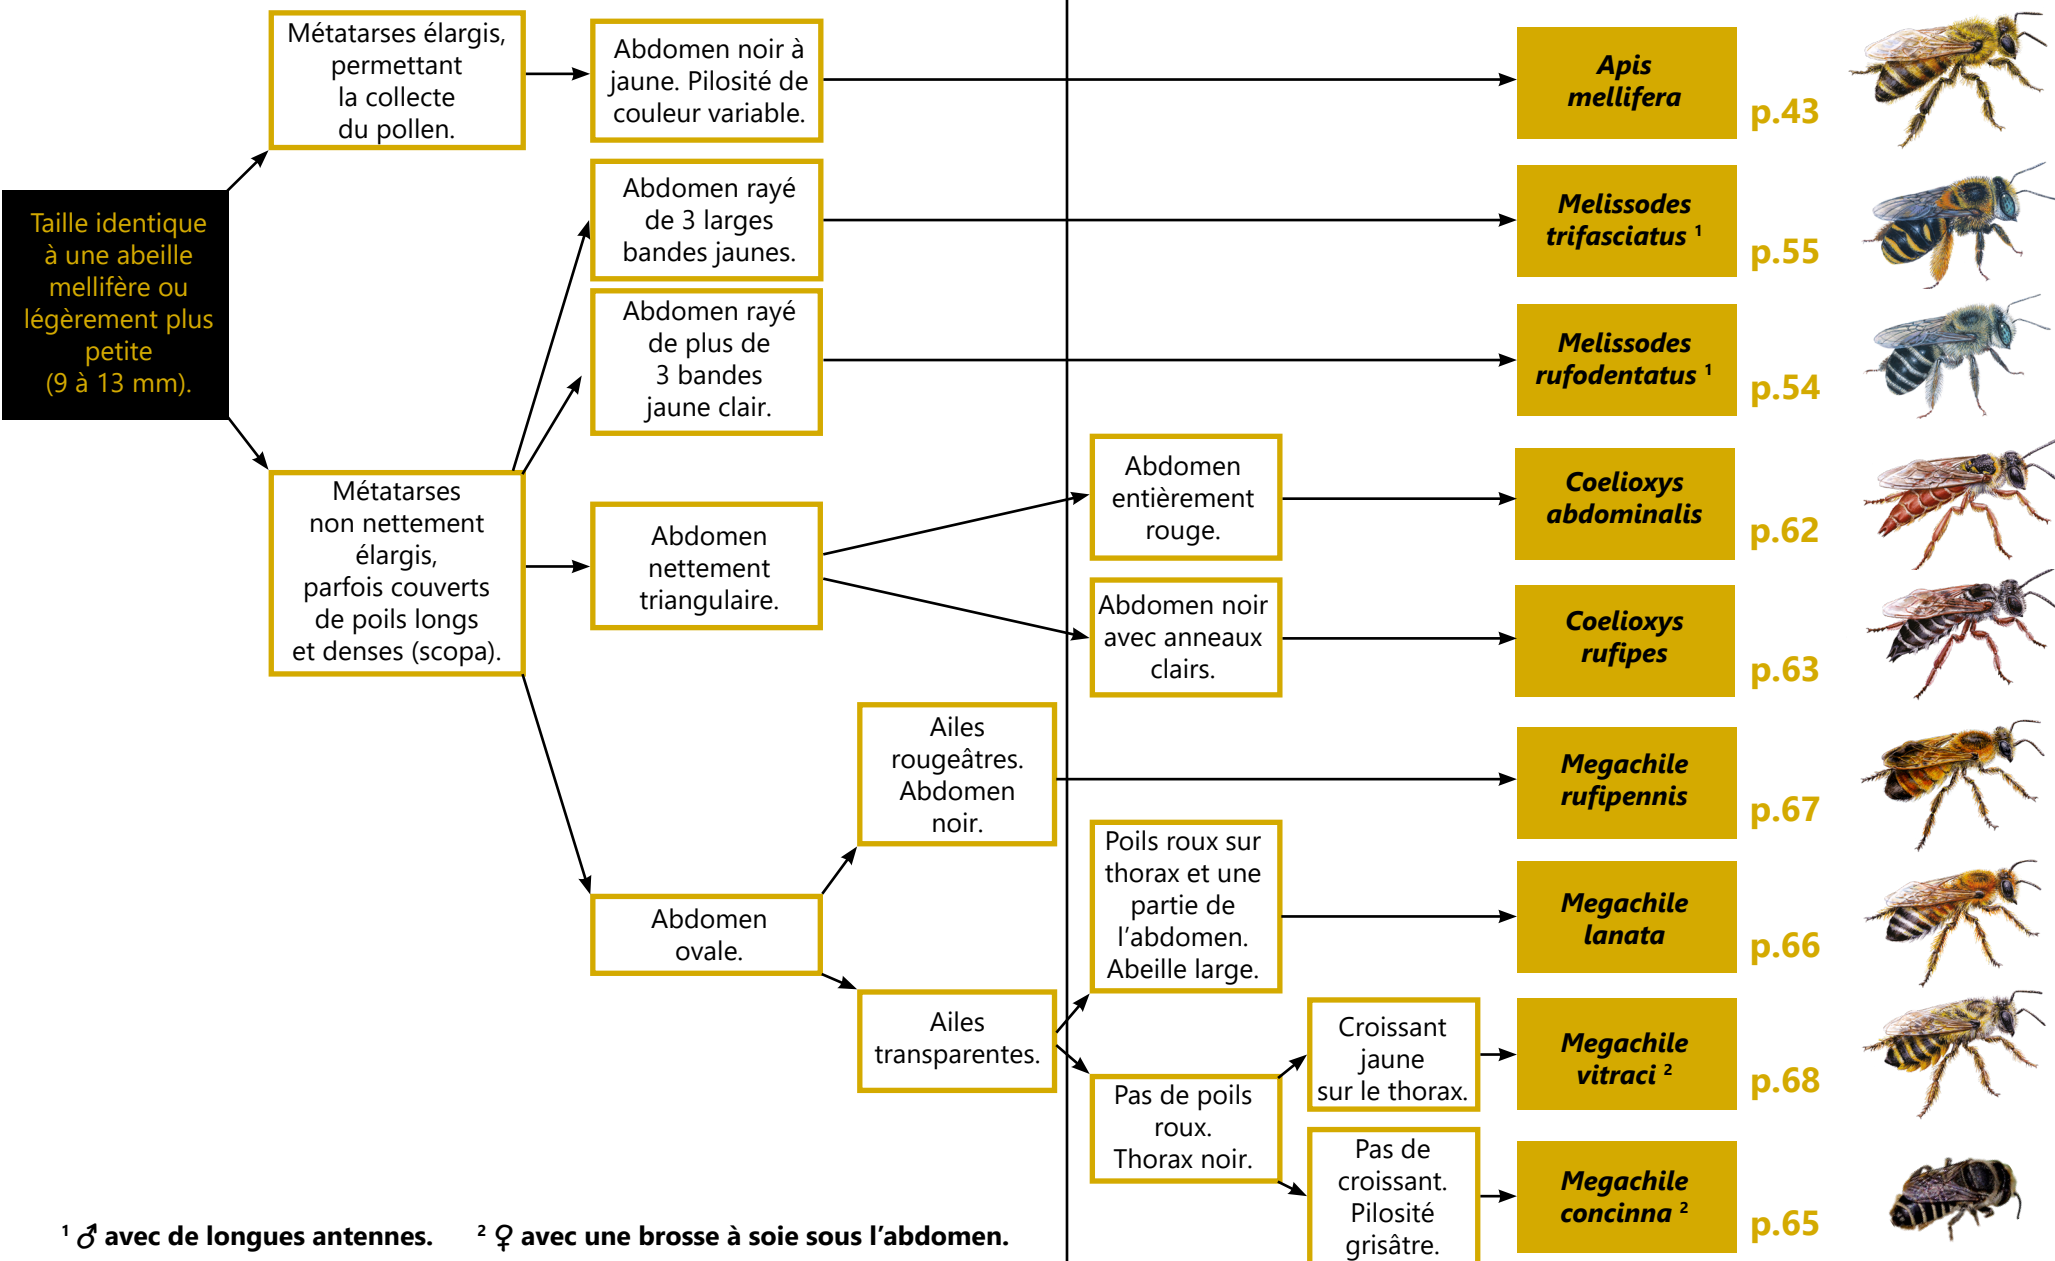 Taille identique
à une abeille
mellifère ou
légèrement plus
petite
(9 à 13 mm).
Métatarses élargis,
permettant
la collecte
du pollen.
Abdomen noir à
jaune. Pilosité de
couleur variable.
Apis
mellifera
p.43
Métatarses
non nettement
élargis,
parfois couverts
de poils longs
et denses (scopa).
Abdomen rayé
de 3 larges
bandes jaunes.
Melissodes
trifasciatus ¹
p.55
Abdomen rayé
de plus de
3 bandes
jaune clair.
Melissodes
rufodentatus ¹
p.54
Abdomen
nettement
triangulaire.
Abdomen
entièrement
rouge.
Coelioxys
abdominalis
p.62
Abdomen noir
avec anneaux
clairs.
Coelioxys
rufipes
p.63
Abdomen
ovale.
Ailes
rougeâtres.
Abdomen
noir.
Megachile
rufipennis
p.67
Ailes
transparentes.
Poils roux sur
thorax et une
partie de
l’abdomen.
Abeille large.
Megachile
lanata
p.66
Pas de poils
roux.
Thorax noir.
Croissant
jaune
sur le thorax.
Megachile
vitraci ²
p.68
Pas de
croissant.
Pilosité
grisâtre.
Megachile
concinna ²
p.65
¹ ♂ avec de longues antennes.
² ♀ avec une brosse à soie sous l’abdomen.